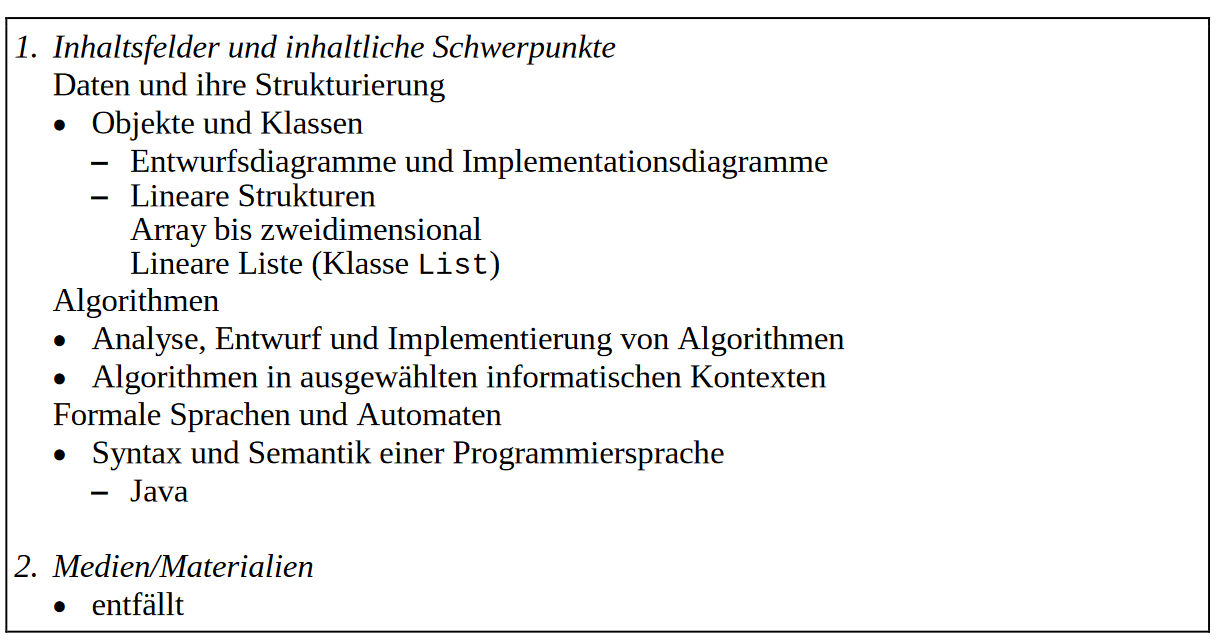 1. Inhaltsfelder und inhaltliche Schwerpunkte
Daten und ihre Strukturierung
• Objekte und Klassen
– Entwurfsdiagramme und Implementationsdiagramme
– Lineare Strukturen
Array bis zweidimensional
Lineare Liste (Klasse List)
Algorithmen
• Analyse, Entwurf und Implementierung von Algorithmen
• Algorithmen in ausgewählten informatischen Kontexten
Formale Sprachen und Automaten
• Syntax und Semantik einer Programmiersprache
– Java
2. Medien/Materialien
• entfällt